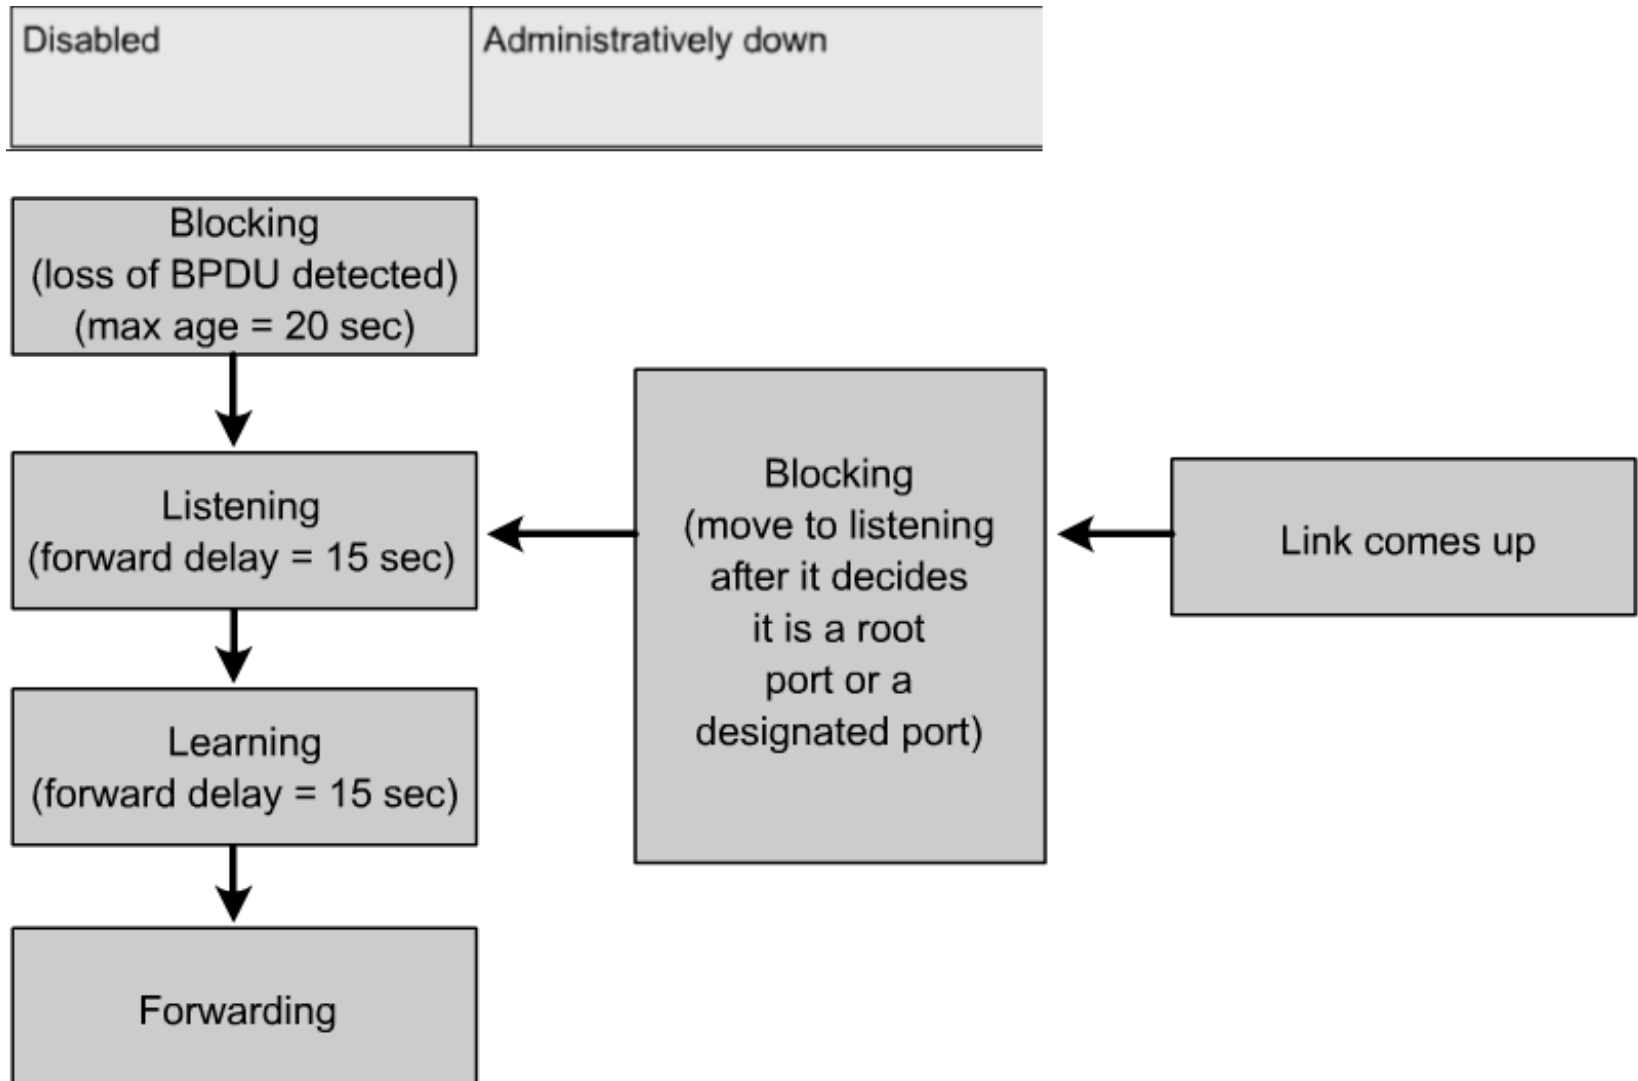 Disabled
Administratively down
Blocking
(loss of BPDU detected)
(max age = 20 sec)
Listening
(forward delay = 15 sec)
Learning
(forward delay = 15 sec)
Forwarding
Blocking
(move to listening
after it decides
it is a root
port or a
designated port)
Link comes up